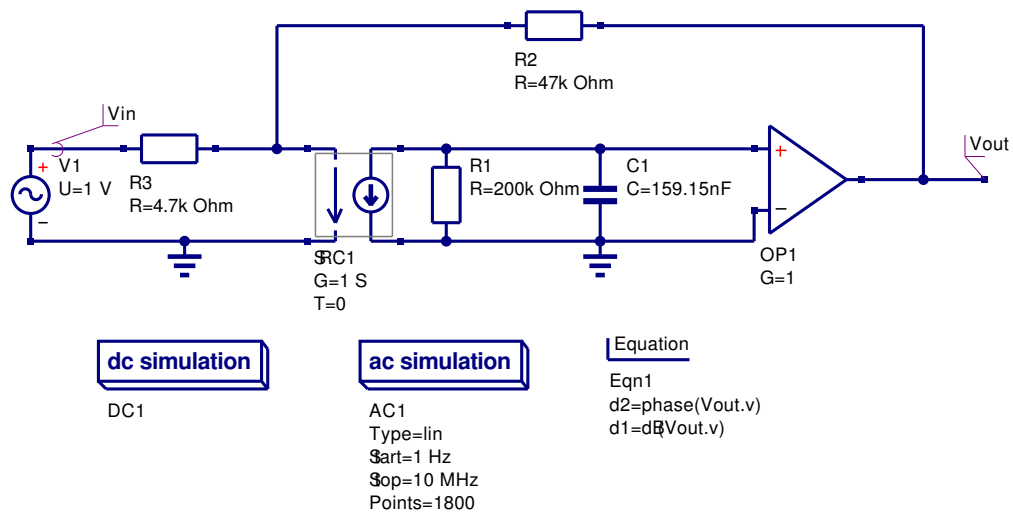 R2
R=47k Ohm
Vin
Vout
+
V1
U=1 V
−
R3
R=4.7k Ohm
R1
R=200k Ohm
C1
C=159.15nF
+
−
OP1
G=1
SRC1
G=1 S
T=0
dc simulation
DC1
ac simulation
AC1
Type=lin
Start=1 Hz
Stop=10 MHz
Points=1800
Equation
Eqn1
d2=phase(Vout.v)
d1=dB(Vout.v)